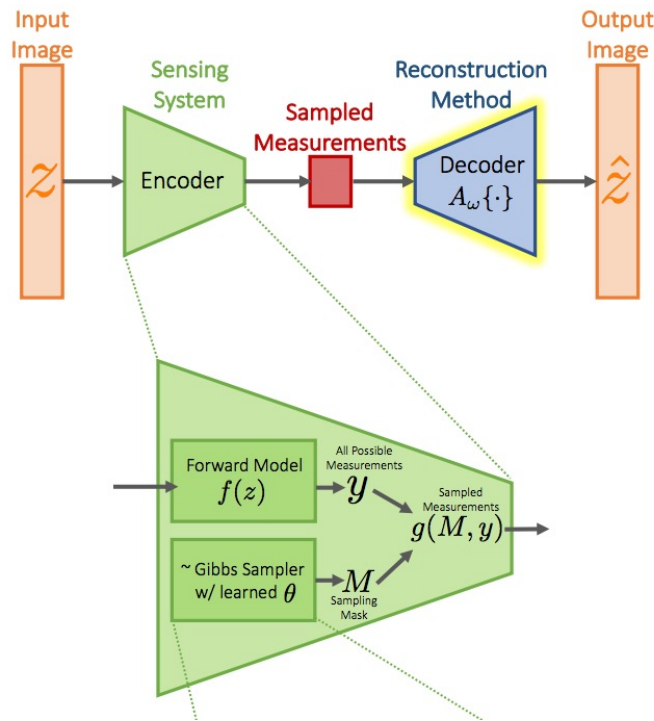 Input
Image
Output
Image
Sensing
System
Reconstruction
Method
Sampled
Measurements
z
Encoder
Decoder
A_ω{·}
ẑ
Forward Model
f(z)
All Possible
Measurements
y
Sampled
Measurements
g(M, y)
~ Gibbs Sampler
w/ learned θ
M
Sampling
Mask